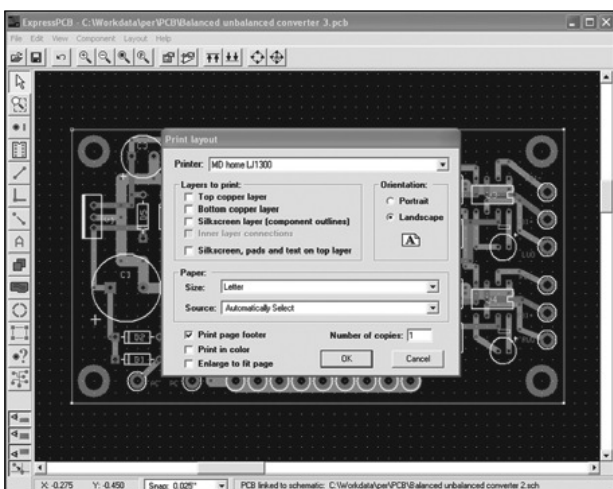 ExpressPCB - C:\Workdata\per\PCB\Balanced unbalanced converter 3.pcb
File Edit View Component Layout Help
Print layout
Printer: MD home LJ1300
Layers to print:
Top copper layer
Bottom copper layer
Silkscreen layer (component outlines)
Inner layer connections
Silkscreen, pads and text on top layer
Orientation:
Portrait
Landscape
A
Paper:
Size: Letter
Source: Automatically Select
Print page footer
Print in color
Enlarge to fit page
Number of copies: 1
OK Cancel
C3
D2
D1
X: -0.275 Y: -0.450 Snap: 0.025" PCB linked to schematic: C:\Workdata\per\PCB\Balanced unbalanced converter 2.sch